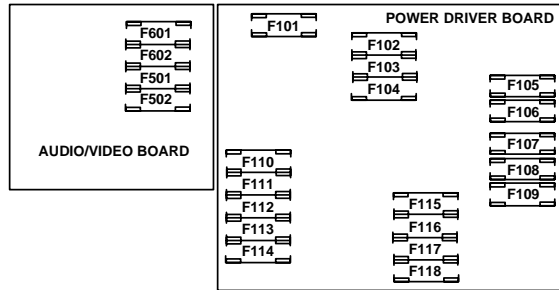 F601
F602
F501
F502
AUDIO/VIDEO BOARD
POWER DRIVER BOARD
F101
F102
F103
F104
F105
F106
F107
F108
F109
F110
F111
F112
F113
F114
F115
F116
F117
F118